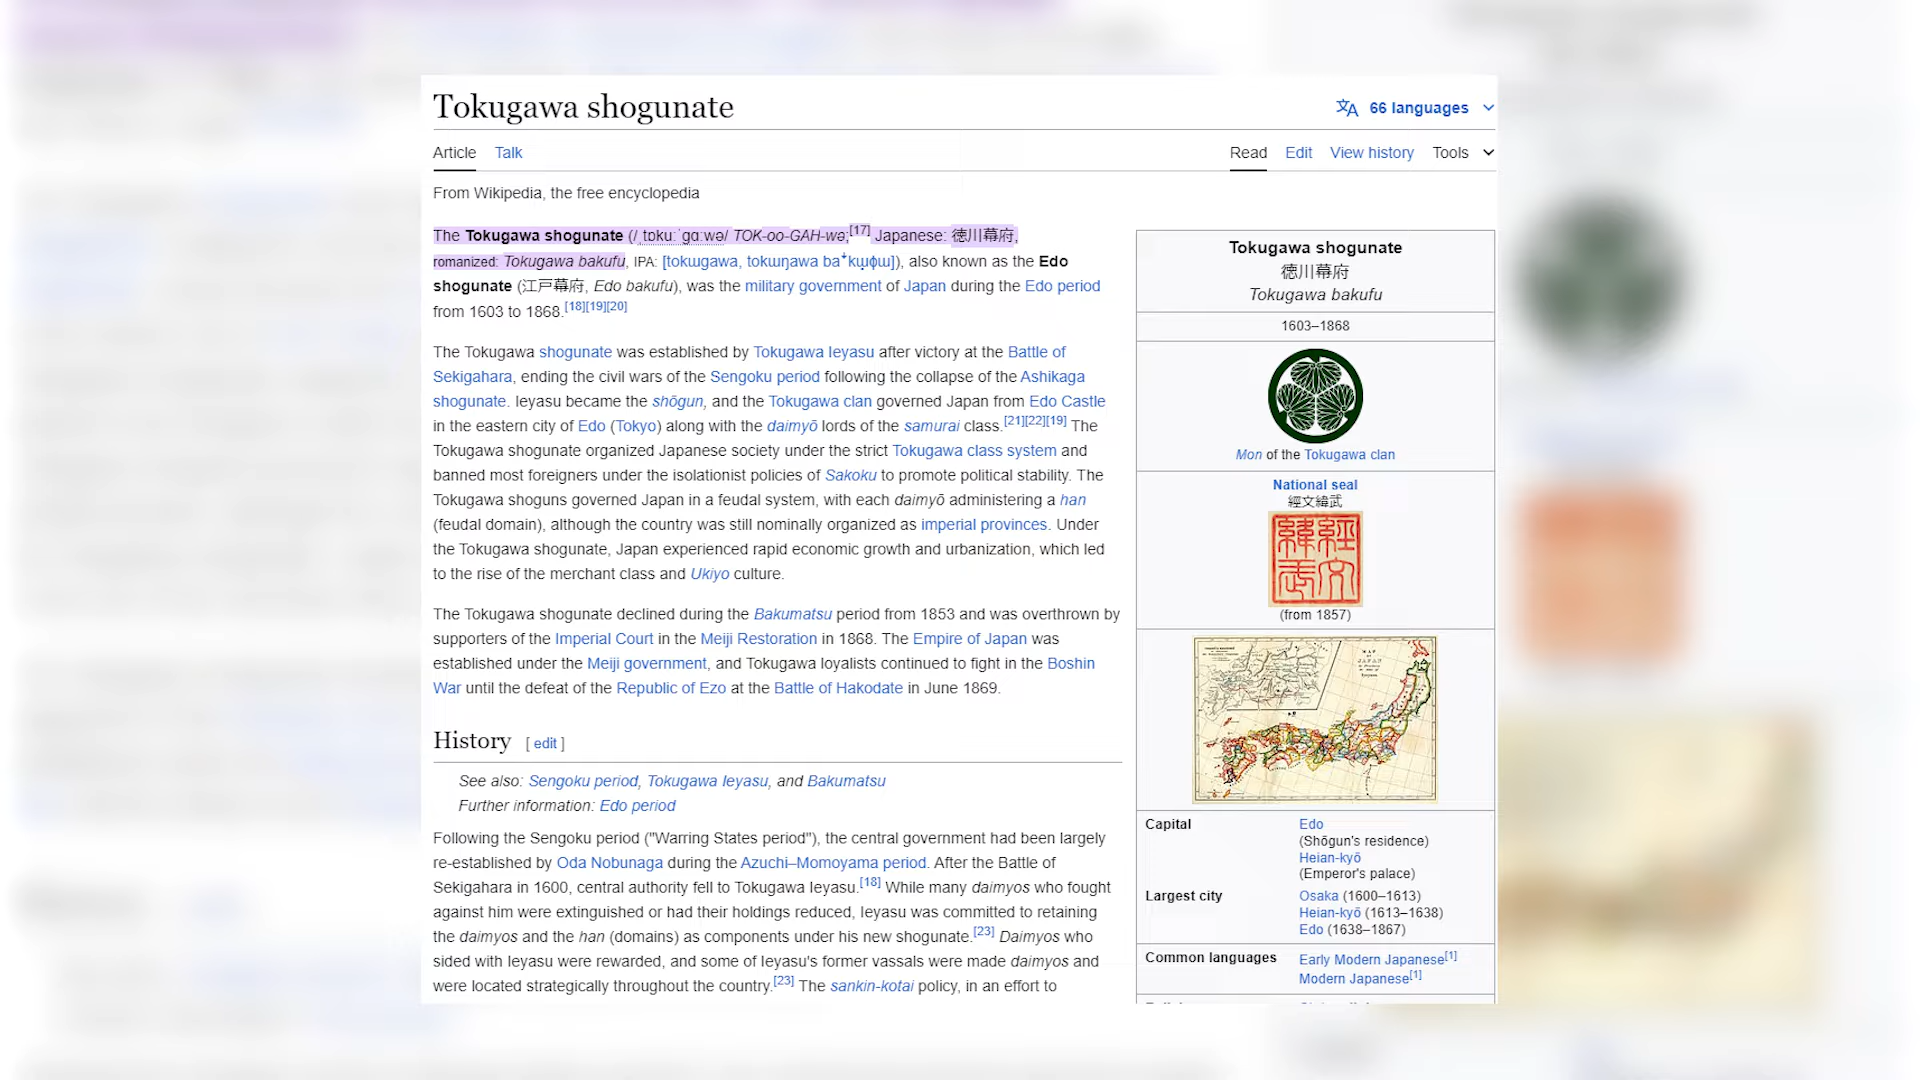 Tokugawa shogunate
66 languages
Article Talk
Read Edit View history Tools
From Wikipedia, the free encyclopedia
The Tokugawa shogunate (/ˌtɒkuːˈɡɑːwə/ TOK-oo-GAH-wə;[17] Japanese: 徳川幕府,
romanized: Tokugawa bakufu, IPA: [tokɯɡawa, tokɯŋawa baꜜkɯ̥ɸɯ]), also known as the Edo
shogunate (江戸幕府, Edo bakufu), was the military government of Japan during the Edo period
from 1603 to 1868.[18][19][20]
The Tokugawa shogunate was established by Tokugawa Ieyasu after victory at the Battle of
Sekigahara, ending the civil wars of the Sengoku period following the collapse of the Ashikaga
shogunate. Ieyasu became the shōgun, and the Tokugawa clan governed Japan from Edo Castle
in the eastern city of Edo (Tokyo) along with the daimyō lords of the samurai class.[21][22][19] The
Tokugawa shogunate organized Japanese society under the strict Tokugawa class system and
banned most foreigners under the isolationist policies of Sakoku to promote political stability. The
Tokugawa shoguns governed Japan in a feudal system, with each daimyō administering a han
(feudal domain), although the country was still nominally organized as imperial provinces. Under
the Tokugawa shogunate, Japan experienced rapid economic growth and urbanization, which led
to the rise of the merchant class and Ukiyo culture.
The Tokugawa shogunate declined during the Bakumatsu period from 1853 and was overthrown by
supporters of the Imperial Court in the Meiji Restoration in 1868. The Empire of Japan was
established under the Meiji government, and Tokugawa loyalists continued to fight in the Boshin
War until the defeat of the Republic of Ezo at the Battle of Hakodate in June 1869.
History [ edit ]
See also: Sengoku period, Tokugawa Ieyasu, and Bakumatsu
Further information: Edo period
Following the Sengoku period ("Warring States period"), the central government had been largely
re-established by Oda Nobunaga during the Azuchi–Momoyama period. After the Battle of
Sekigahara in 1600, central authority fell to Tokugawa Ieyasu.[18] While many daimyos who fought
against him were extinguished or had their holdings reduced, Ieyasu was committed to retaining
the daimyos and the han (domains) as components under his new shogunate.[23] Daimyos who
sided with Ieyasu were rewarded, and some of Ieyasu's former vassals were made daimyos and
were located strategically throughout the country.[23] The sankin-kotai policy, in an effort to
Tokugawa shogunate
徳川幕府
Tokugawa bakufu
1603–1868
Mon of the Tokugawa clan
National seal
經文緯武
經文
緯武
(from 1857)
MAP
JAPAN
Capital
Edo
(Shōgun's residence)
Heian-kyō
(Emperor's palace)
Largest city
Osaka (1600–1613)
Heian-kyō (1613–1638)
Edo (1638–1867)
Common languages
Early Modern Japanese[1]
Modern Japanese[1]